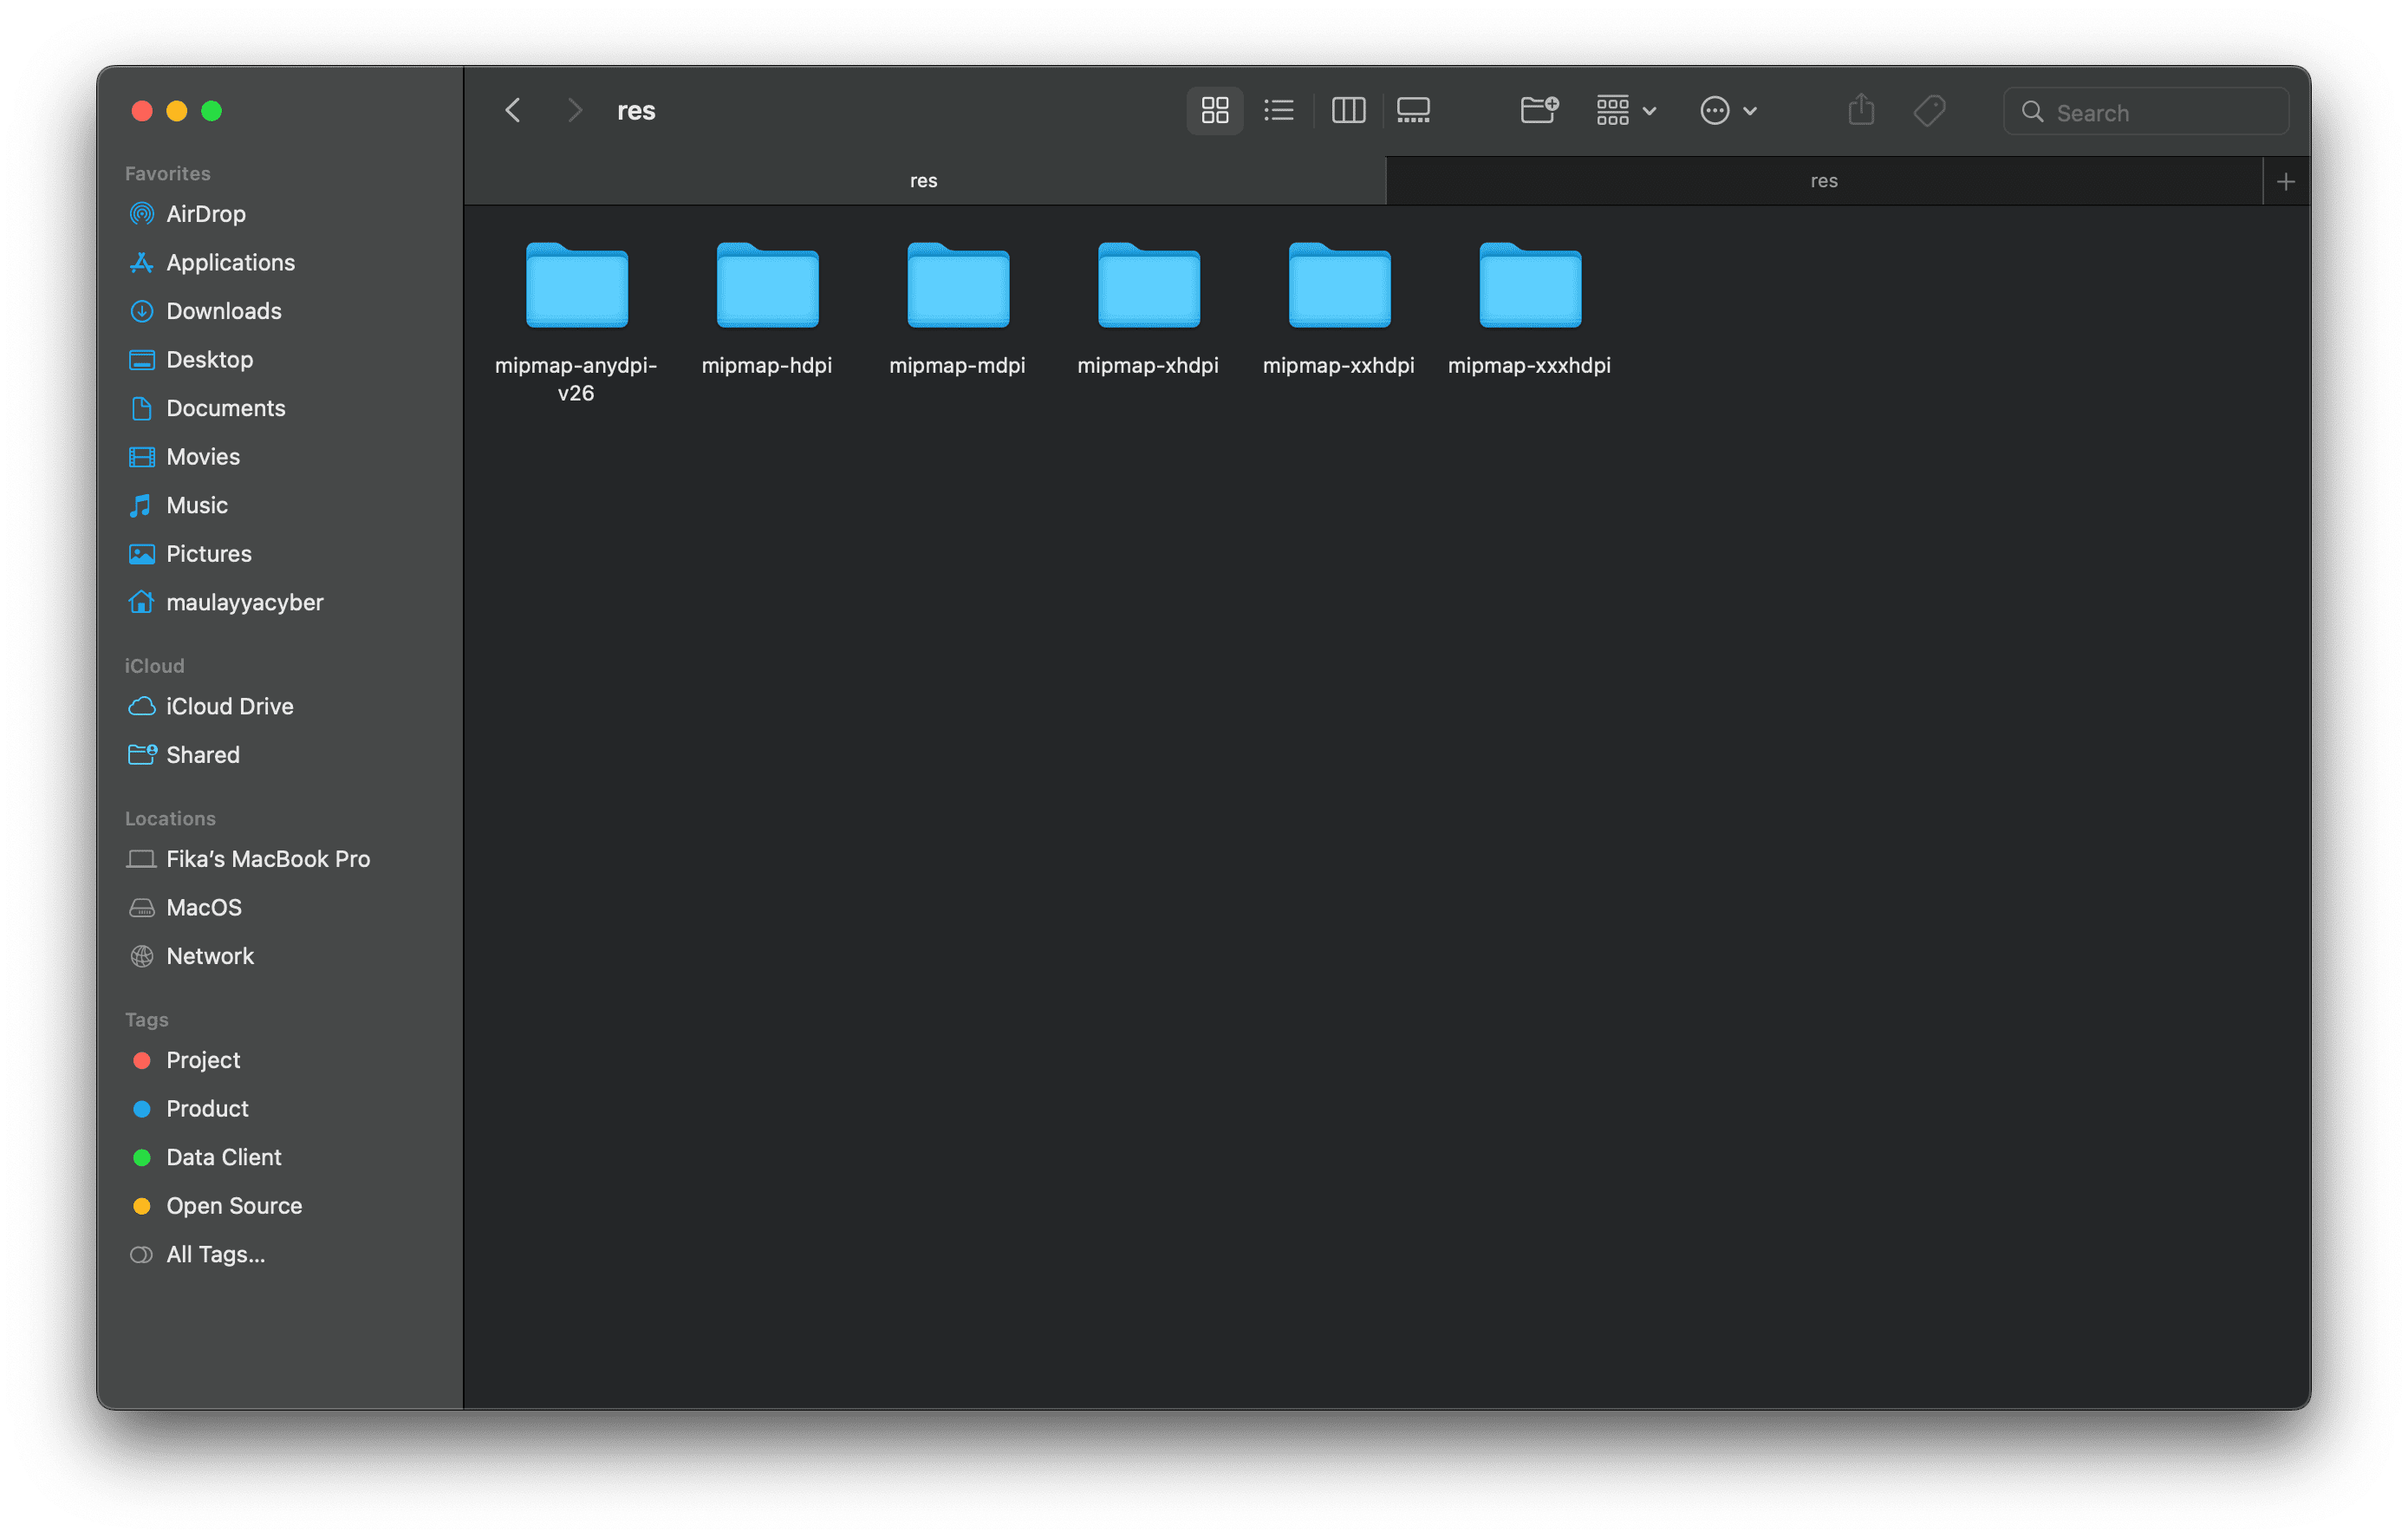 res
Search
res
res
Favorites
AirDrop
Applications
Downloads
Desktop
Documents
Movies
Music
Pictures
maulayyacyber
iCloud
iCloud Drive
Shared
Locations
Fika’s MacBook Pro
MacOS
Network
Tags
Project
Product
Data Client
Open Source
All Tags...
mipmap-anydpi-
v26
mipmap-hdpi
mipmap-mdpi
mipmap-xhdpi
mipmap-xxhdpi
mipmap-xxxhdpi